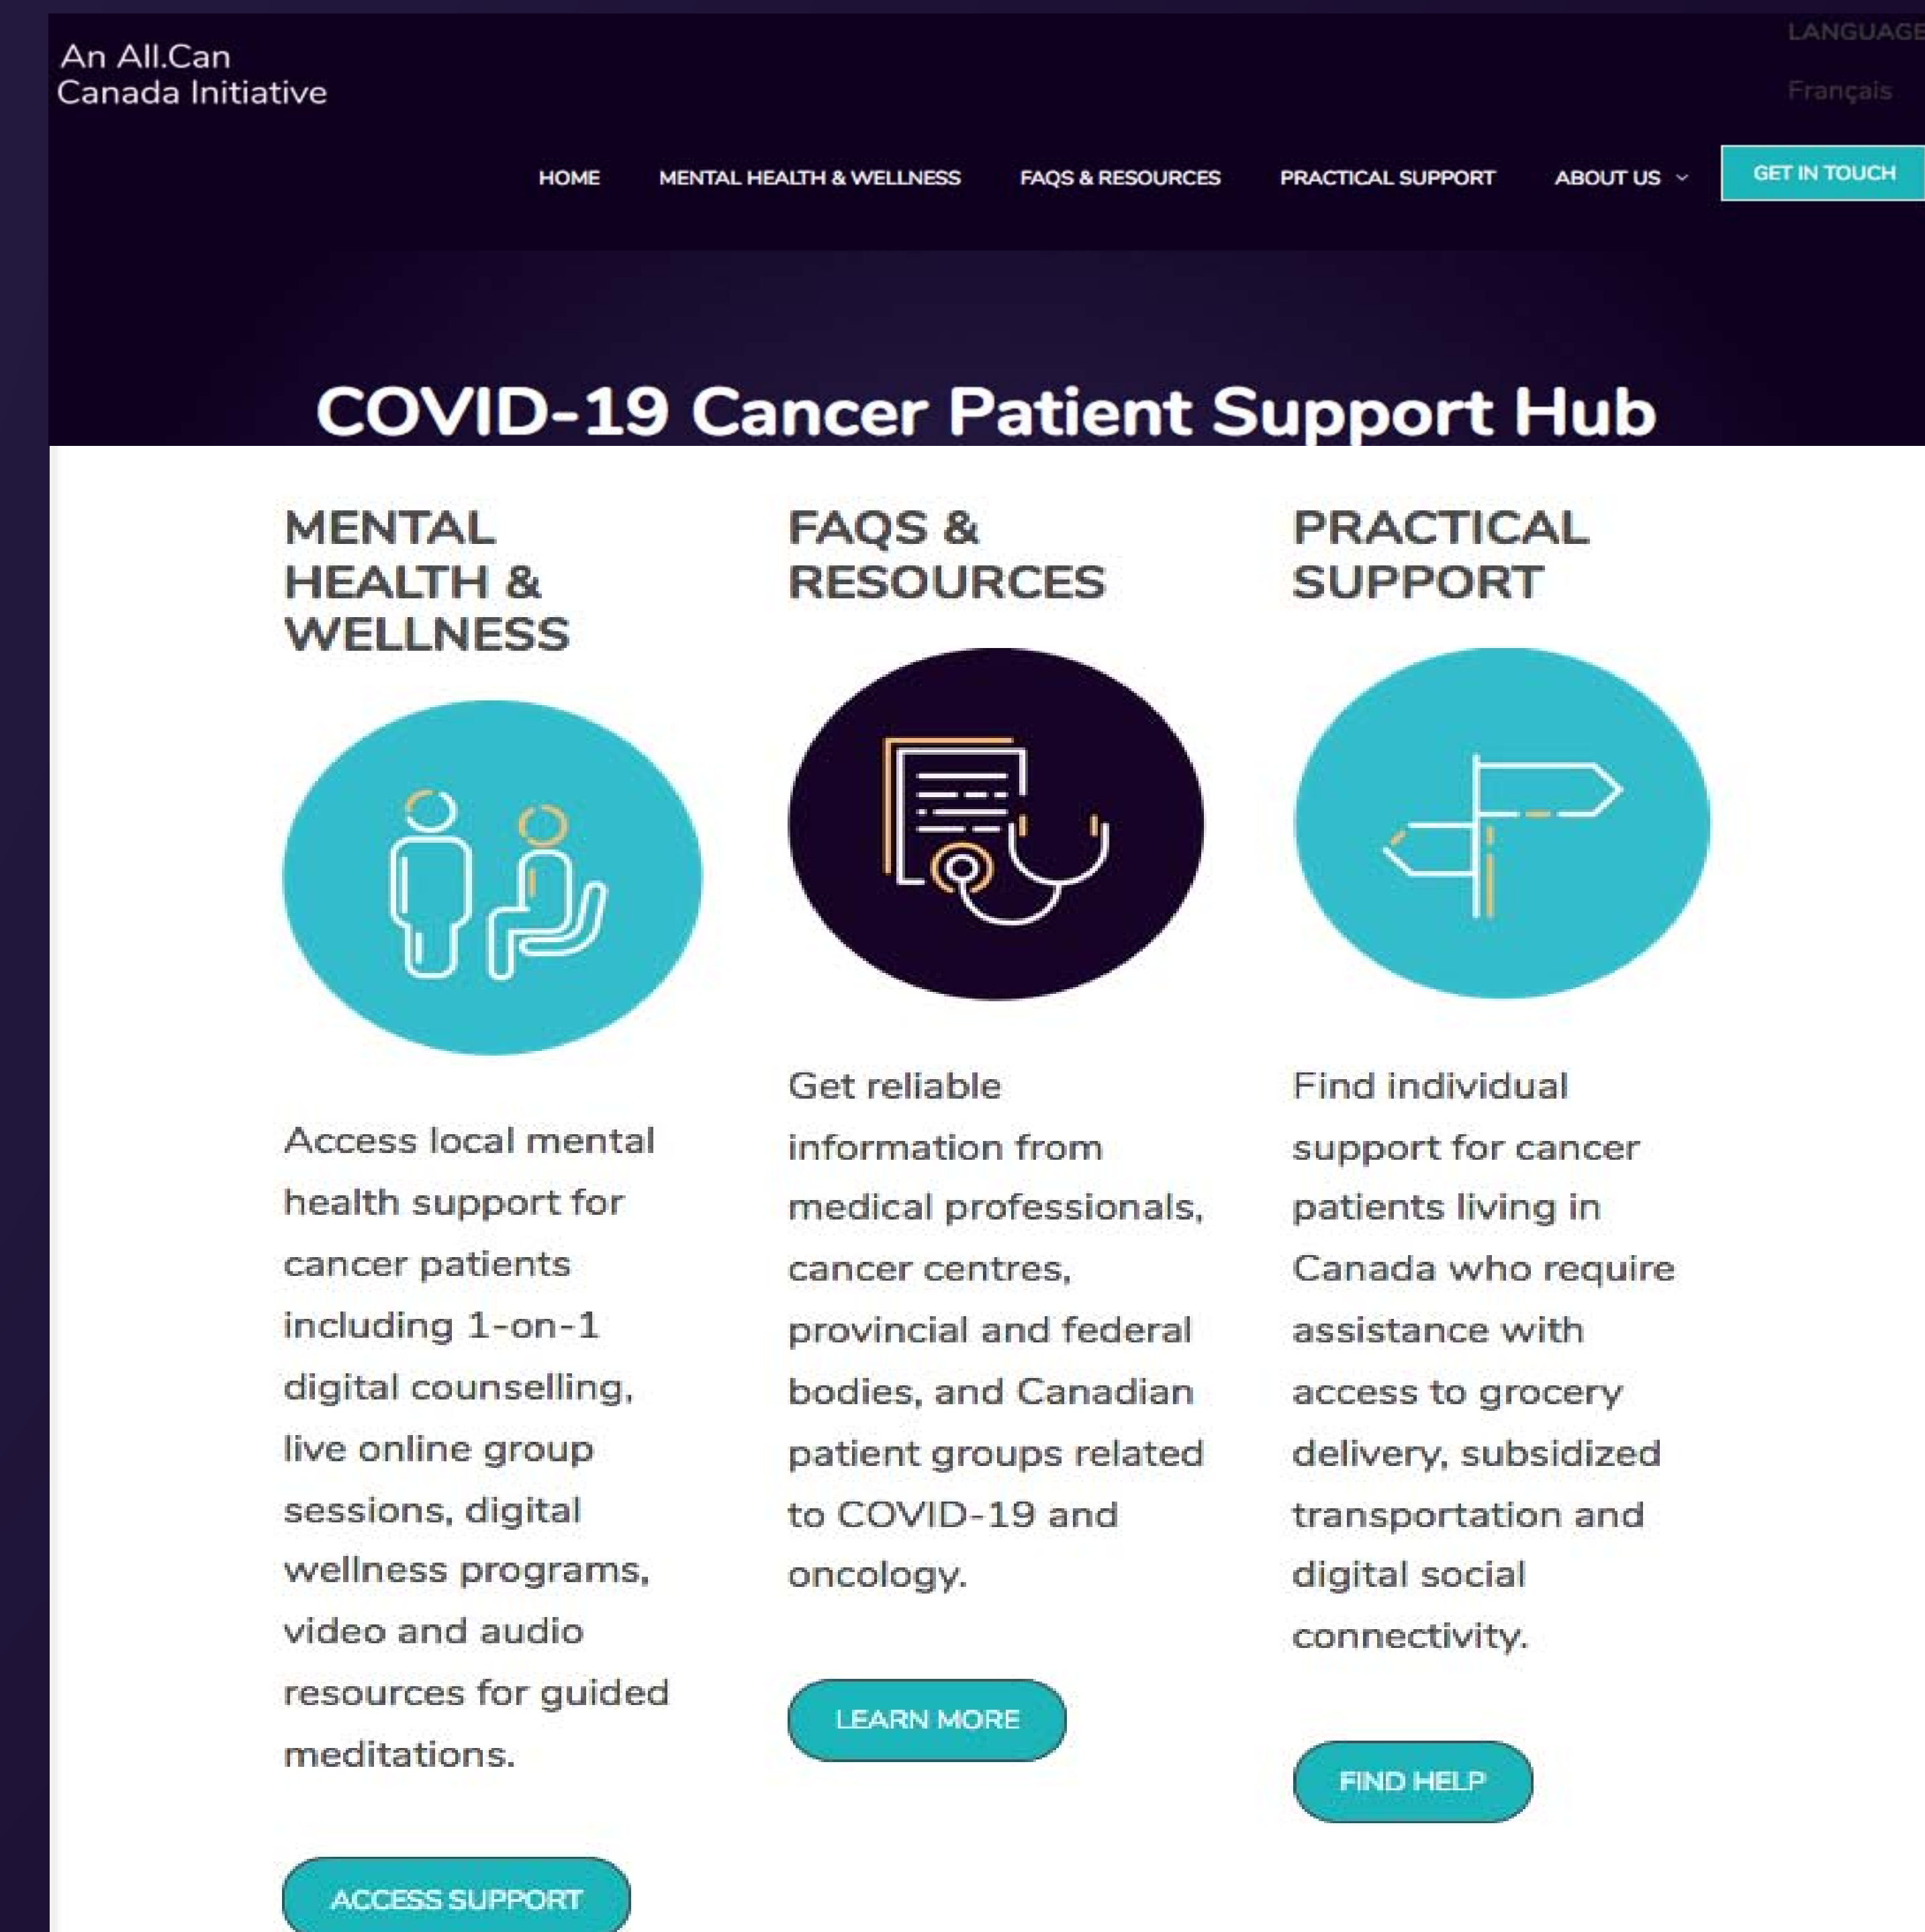 An All.Can
Canada Initiative
LANGUAGE
Français
HOME MENTAL HEALTH & WELLNESS FAQS & RESOURCES PRACTICAL SUPPORT ABOUT US GET IN TOUCH
COVID-19 Cancer Patient Support Hub
MENTAL
HEALTH &
WELLNESS
Access local mental
health support for
cancer patients
including 1-on-1
digital counselling,
live online group
sessions, digital
wellness programs,
video and audio
resources for guided
meditations.
ACCESS SUPPORT
FAQS &
RESOURCES
Get reliable
information from
medical professionals,
cancer centres,
provincial and federal
bodies, and Canadian
patient groups related
to COVID-19 and
oncology.
LEARN MORE
PRACTICAL
SUPPORT
Find individual
support for cancer
patients living in
Canada who require
assistance with
access to grocery
delivery, subsidized
transportation and
digital social
connectivity.
FIND HELP